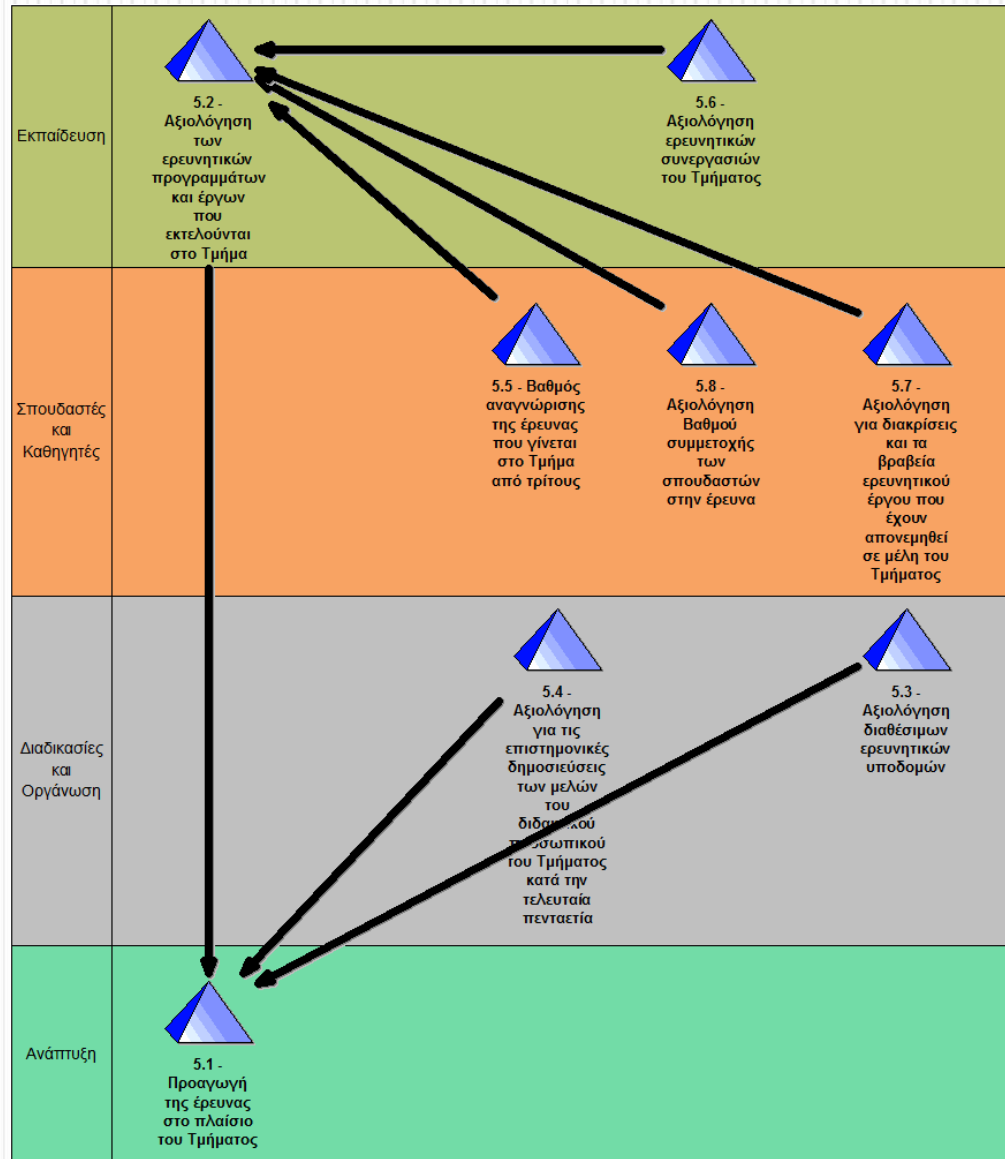 Εκπαίδευση
5.2 -
Αξιολόγηση
των
ερευνητικών
προγραμμάτων
και έργων
που
εκτελούνται
στο Τμήμα
5.6 -
Αξιολόγηση
ερευνητικών
συνεργασιών
του Τμήματος
Σπουδαστές
και
Καθηγητές
5.5 - Βαθμός
αναγνώρισης
της έρευνας
που γίνεται
στο Τμήμα
από τρίτους
5.8 -
Αξιολόγηση
Βαθμού
συμμετοχής
των
σπουδαστών
στην έρευνα
5.7 -
Αξιολόγηση
για διακρίσεις
και τα
βραβεία
ερευνητικού
έργου που
έχουν
απονεμηθεί
σε μέλη του
Τμήματος
Διαδικασίες
και
Οργάνωση
5.4 -
Αξιολόγηση
για τις
επιστημονικές
δημοσιεύσεις
των μελών
του
του Τμήματος
κατά την
τελευταία
πενταετία
5.3 -
Αξιολόγηση
διαθέσιμων
ερευνητικών
υποδομών
Ανάπτυξη
5.1 -
Προαγωγή
της έρευνας
στο πλαίσιο
του Τμήματος